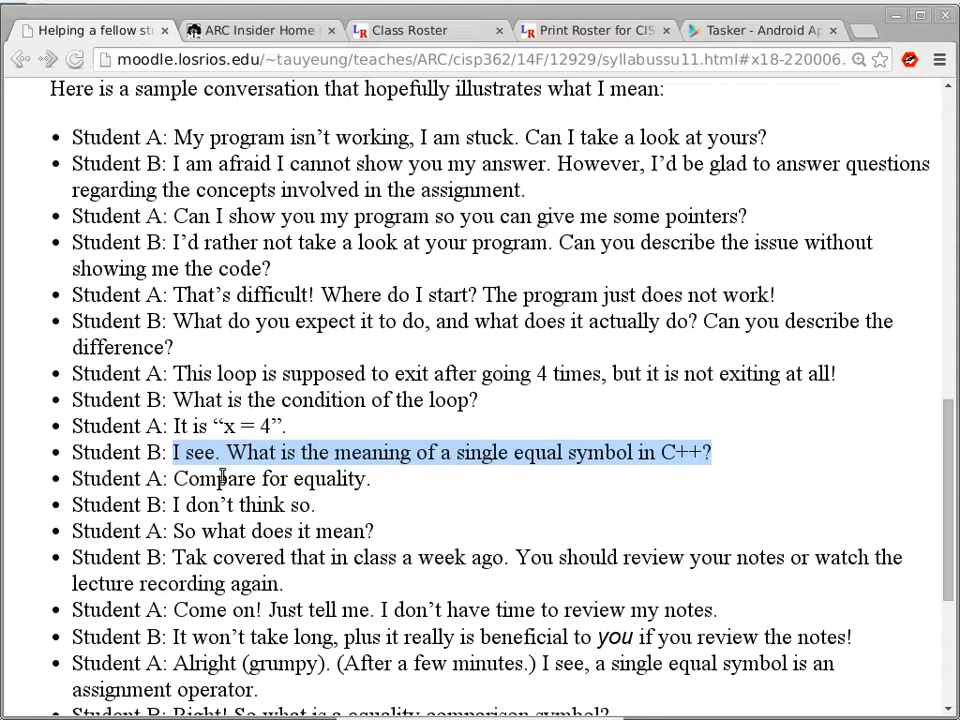 Helping a fellow st
ARC Insider Home
Class Roster
Print Roster for CIS
Tasker - Android Ap
moodle.losrios.edu/~tauyeung/teaches/ARC/cisp362/14F/12929/syllabussu11.html#x18-220006.
Here is a sample conversation that hopefully illustrates what I mean:
• Student A: My program isn’t working, I am stuck. Can I take a look at yours?
• Student B: I am afraid I cannot show you my answer. However, I’d be glad to answer questions
regarding the concepts involved in the assignment.
• Student A: Can I show you my program so you can give me some pointers?
• Student B: I’d rather not take a look at your program. Can you describe the issue without
showing me the code?
• Student A: That’s difficult! Where do I start? The program just does not work!
• Student B: What do you expect it to do, and what does it actually do? Can you describe the
difference?
• Student A: This loop is supposed to exit after going 4 times, but it is not exiting at all!
• Student B: What is the condition of the loop?
• Student A: It is “x = 4”.
• Student B: I see. What is the meaning of a single equal symbol in C++?
• Student A: Compare for equality.
• Student B: I don’t think so.
• Student A: So what does it mean?
• Student B: Tak covered that in class a week ago. You should review your notes or watch the
lecture recording again.
• Student A: Come on! Just tell me. I don’t have time to review my notes.
• Student B: It won’t take long, plus it really is beneficial to you if you review the notes!
• Student A: Alright (grumpy). (After a few minutes.) I see, a single equal symbol is an
assignment operator.
• Student B: Right! So what is a equality comparison symbol?